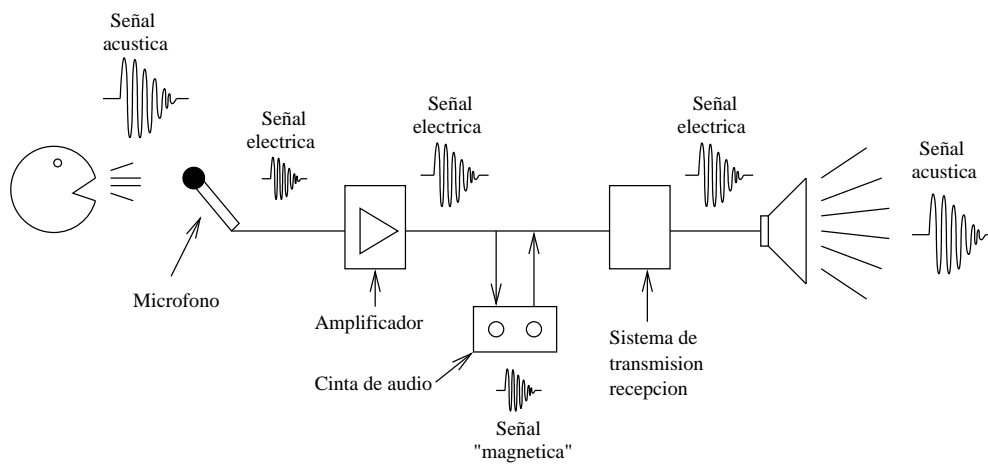 Señal
acustica
Señal
electrica
Señal
electrica
Señal
electrica
Señal
acustica
Microfono
Amplificador
Cinta de audio
Señal
"magnetica"
Sistema de
transmision
recepcion